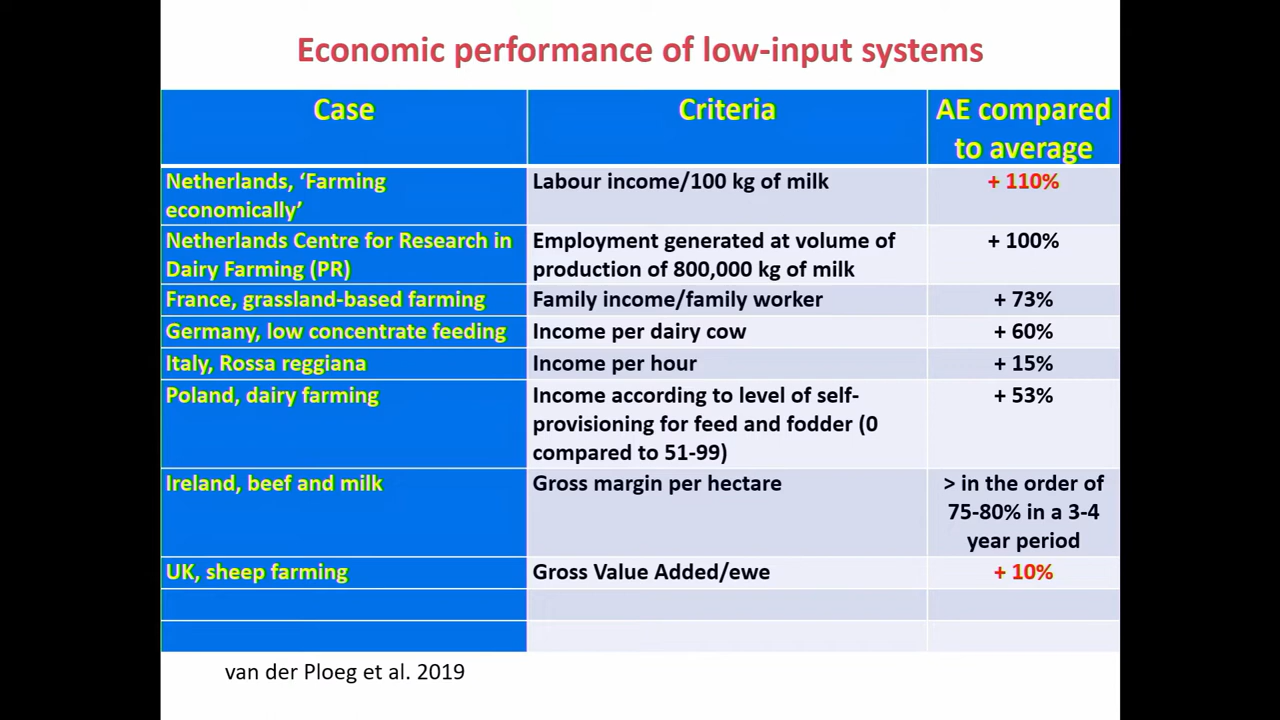 Economic performance of low-input systems
Case
Criteria
AE compared
to average
Netherlands, ‘Farming
economically’
Labour income/100 kg of milk
+ 110%
Netherlands Centre for Research in
Dairy Farming (PR)
Employment generated at volume of
production of 800,000 kg of milk
+ 100%
France, grassland-based farming
Family income/family worker
+ 73%
Germany, low concentrate feeding
Income per dairy cow
+ 60%
Italy, Rossa reggiana
Income per hour
+ 15%
Poland, dairy farming
Income according to level of self-
provisioning for feed and fodder (0
compared to 51-99)
+ 53%
Ireland, beef and milk
Gross margin per hectare
> in the order of
75-80% in a 3-4
year period
UK, sheep farming
Gross Value Added/ewe
+ 10%
van der Ploeg et al. 2019